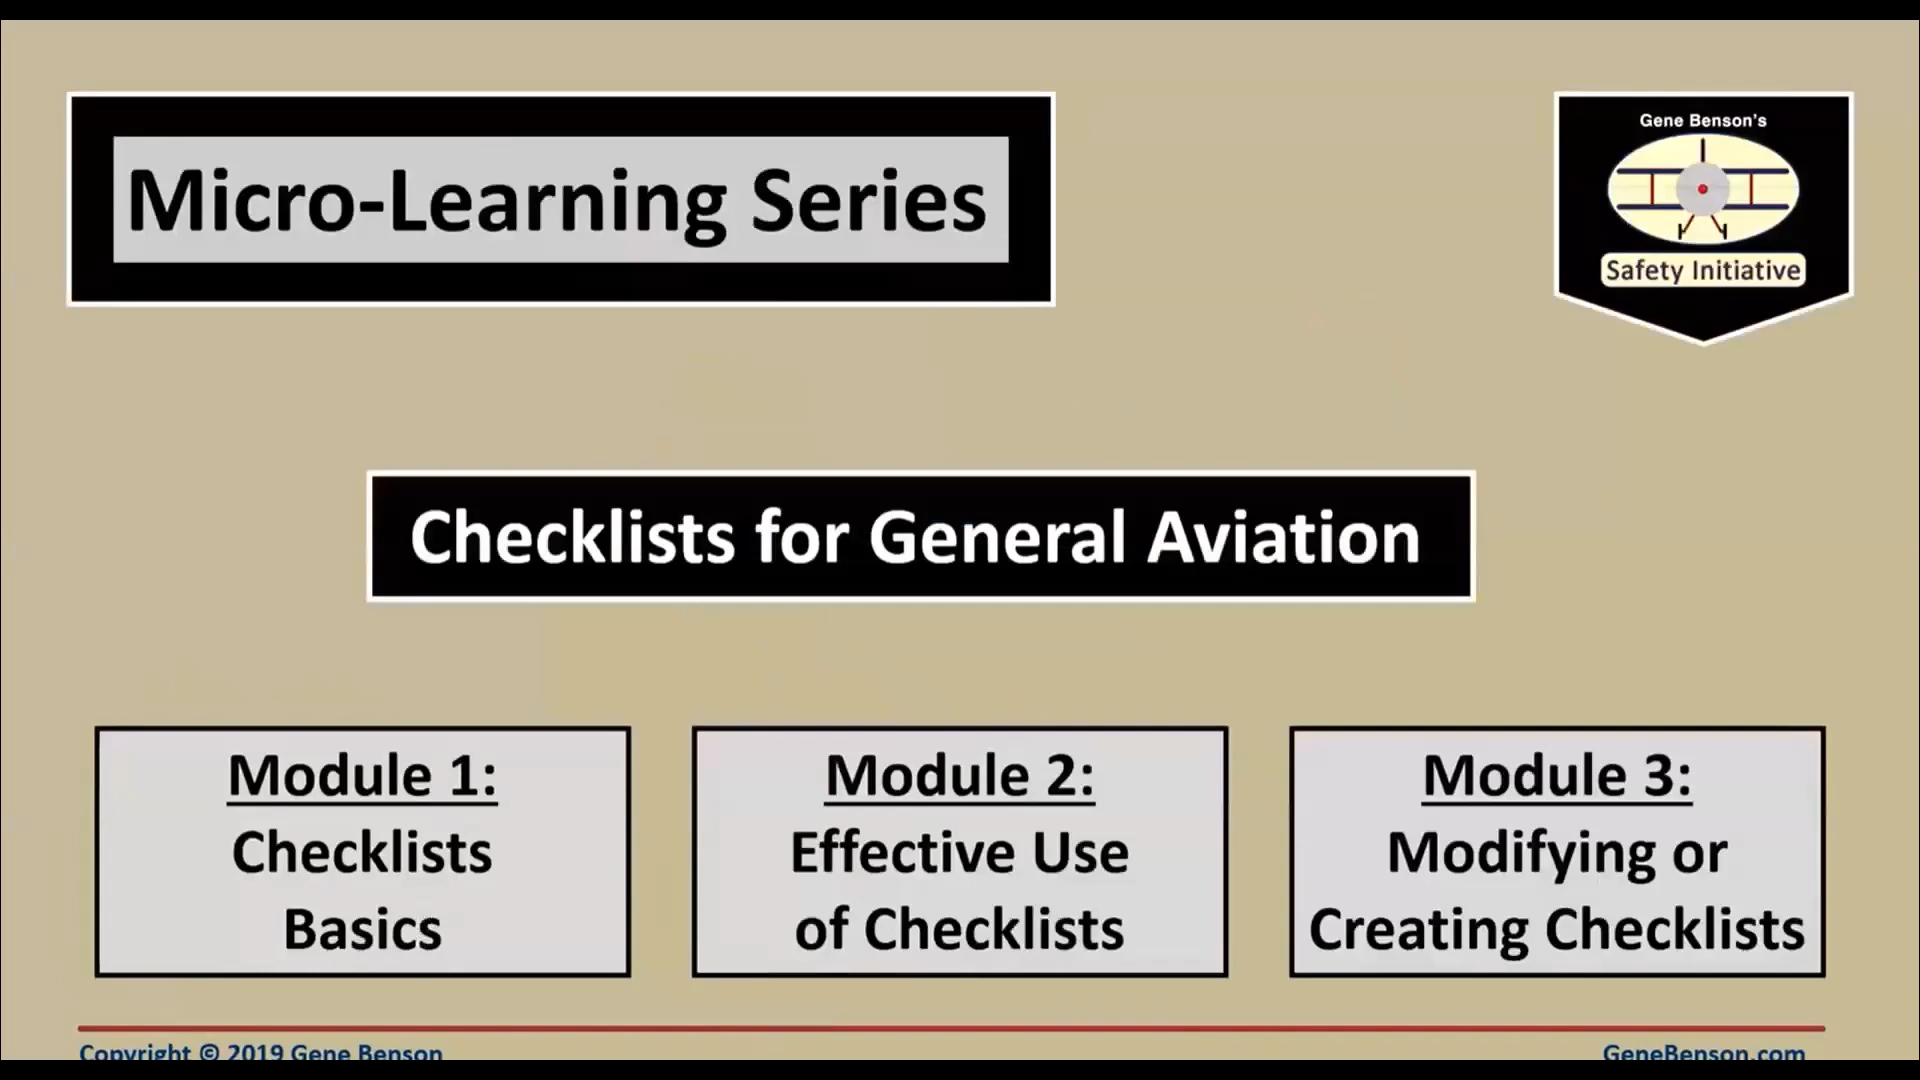 Micro-Learning Series
Gene Benson's
Safety Initiative
Checklists for General Aviation
Module 1:
Checklists
Basics
Module 2:
Effective Use
of Checklists
Module 3:
Modifying or
Creating Checklists
Copyright © 2019 Gene Benson
GeneBenson.com